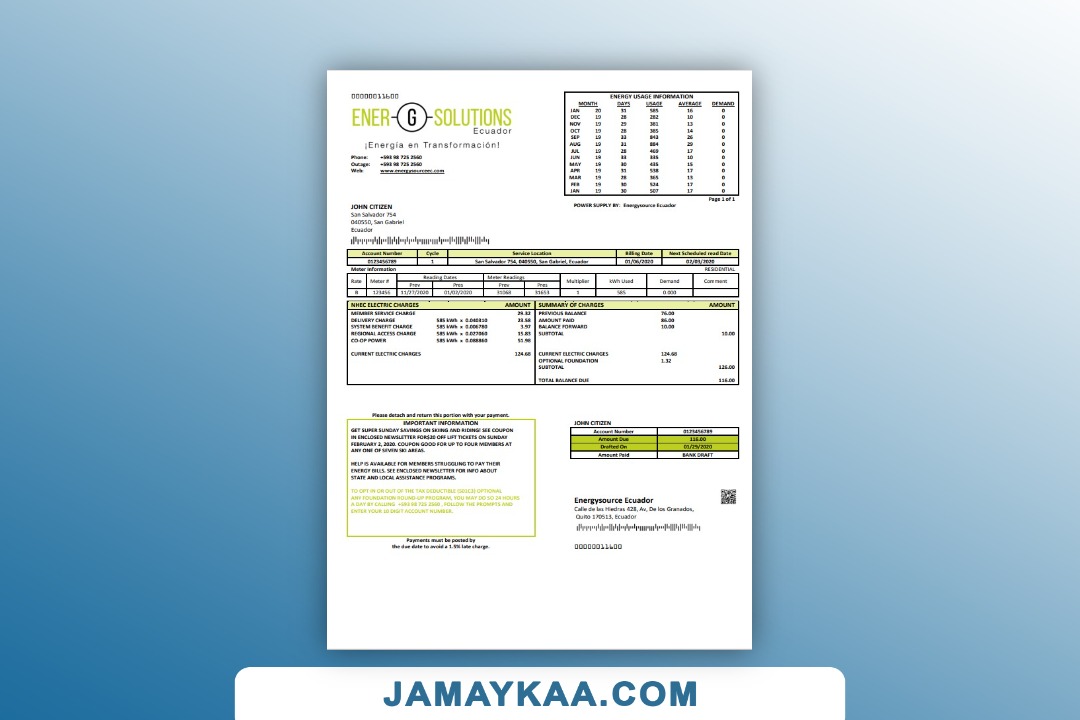 00000011600
ENER-G-SOLUTIONS
Ecuador
¡Energía en Transformación!
Phone: +593 98 725 2560
Outage: +593 98 725 2560
Web: www.energysourcec.com
ENERGY USAGE INFORMATION
MONTH DAYS USAGE AVERAGE DEMAND
JAN 20 31 585 16 0
DEC 19 28 282 10 0
NOV 19 29 381 13 0
OCT 19 28 385 14 0
SEP 19 33 843 26 0
AUG 19 31 884 29 0
JUL 19 28 469 17 0
JUN 19 33 335 10 0
MAY 19 30 435 15 0
APR 19 31 538 17 0
MAR 19 28 365 13 0
FEB 19 30 524 17 0
JAN 19 30 507 17 0
Page 1 of 1
POWER SUPPLY BY: Energysource Ecuador
JOHN CITIZEN
San Salvador 754
040550, San Gabriel
Ecuador
Account Number Cycle Service Location Billing Date Next Scheduled read Date
0123456789 1 San Salvador 754, 040550, San Gabriel, Ecuador 01/06/2020 02/05/2020
Meter Information RESIDENTIAL
Rate Meter # Reading Dates Meter Readings Multiplier kWh Used Demand Comment
Prev Pres Prev Pres
B 123456 11/27/2020 01/02/2020 31068 31653 1 585 0.000
NHEC ELECTRIC CHARGES AMOUNT
MEMBER SERVICE CHARGE 29.32
DELIVERY CHARGE 585 kWh x 0.040310 23.58
SYSTEM BENEFIT CHARGE 585 kWh x 0.006780 3.97
REGIONAL ACCESS CHARGE 585 kWh x 0.027060 15.83
CO-OP POWER 585 kWh x 0.088860 51.98
CURRENT ELECTRIC CHARGES 124.68
SUMMARY OF CHARGES AMOUNT
PREVIOUS BALANCE 76.00
AMOUNT PAID 86.00
BALANCE FORWARD 10.00
SUBTOTAL 10.00
CURRENT ELECTRIC CHARGES 124.68
OPTIONAL FOUNDATION 1.32
SUBTOTAL 126.00
TOTAL BALANCE DUE 116.00
Please detach and return this portion with your payment.
IMPORTANT INFORMATION
GET SUPER SUNDAY SAVINGS ON SKIING AND RIDING! SEE COUPON
IN ENCLOSED NEWSLETTER FOR$20 OFF LIFT TICKETS ON SUNDAY
FEBRUARY 2, 2020. COUPON GOOD FOR UP TO FOUR MEMBERS AT
ANY ONE OF SEVEN SKI AREAS.
HELP IS AVAILABLE FOR MEMBERS STRUGGLING TO PAY THEIR
ENERGY BILLS. SEE ENCLOSED NEWSLETTER FOR INFO ABOUT
STATE AND LOCAL ASSISTANCE PROGRAMS.
TO OPT IN OR OUT OF THE TAX DEDUCTIBLE (501C3) OPTIONAL
ANY FOUNDATION ROUND-UP PROGRAM, YOU MAY DO SO 24 HOURS
A DAY BY CALLING +593 98 725 2560 . FOLLOW THE PROMPTS AND
ENTER YOUR 10 DIGIT ACCOUNT NUMBER.
Payments must be posted by
the due date to avoid a 1.5% late charge.
JOHN CITIZEN
Account Number 0123456789
Amount Due 116.00
Drafted On 01/29/2020
Amount Paid BANK DRAFT
Energysource Ecuador
Calle de las Hiedras 428, Av, De los Granados,
Quito 170513, Ecuador
00000011600
JAMAYKAA.COM